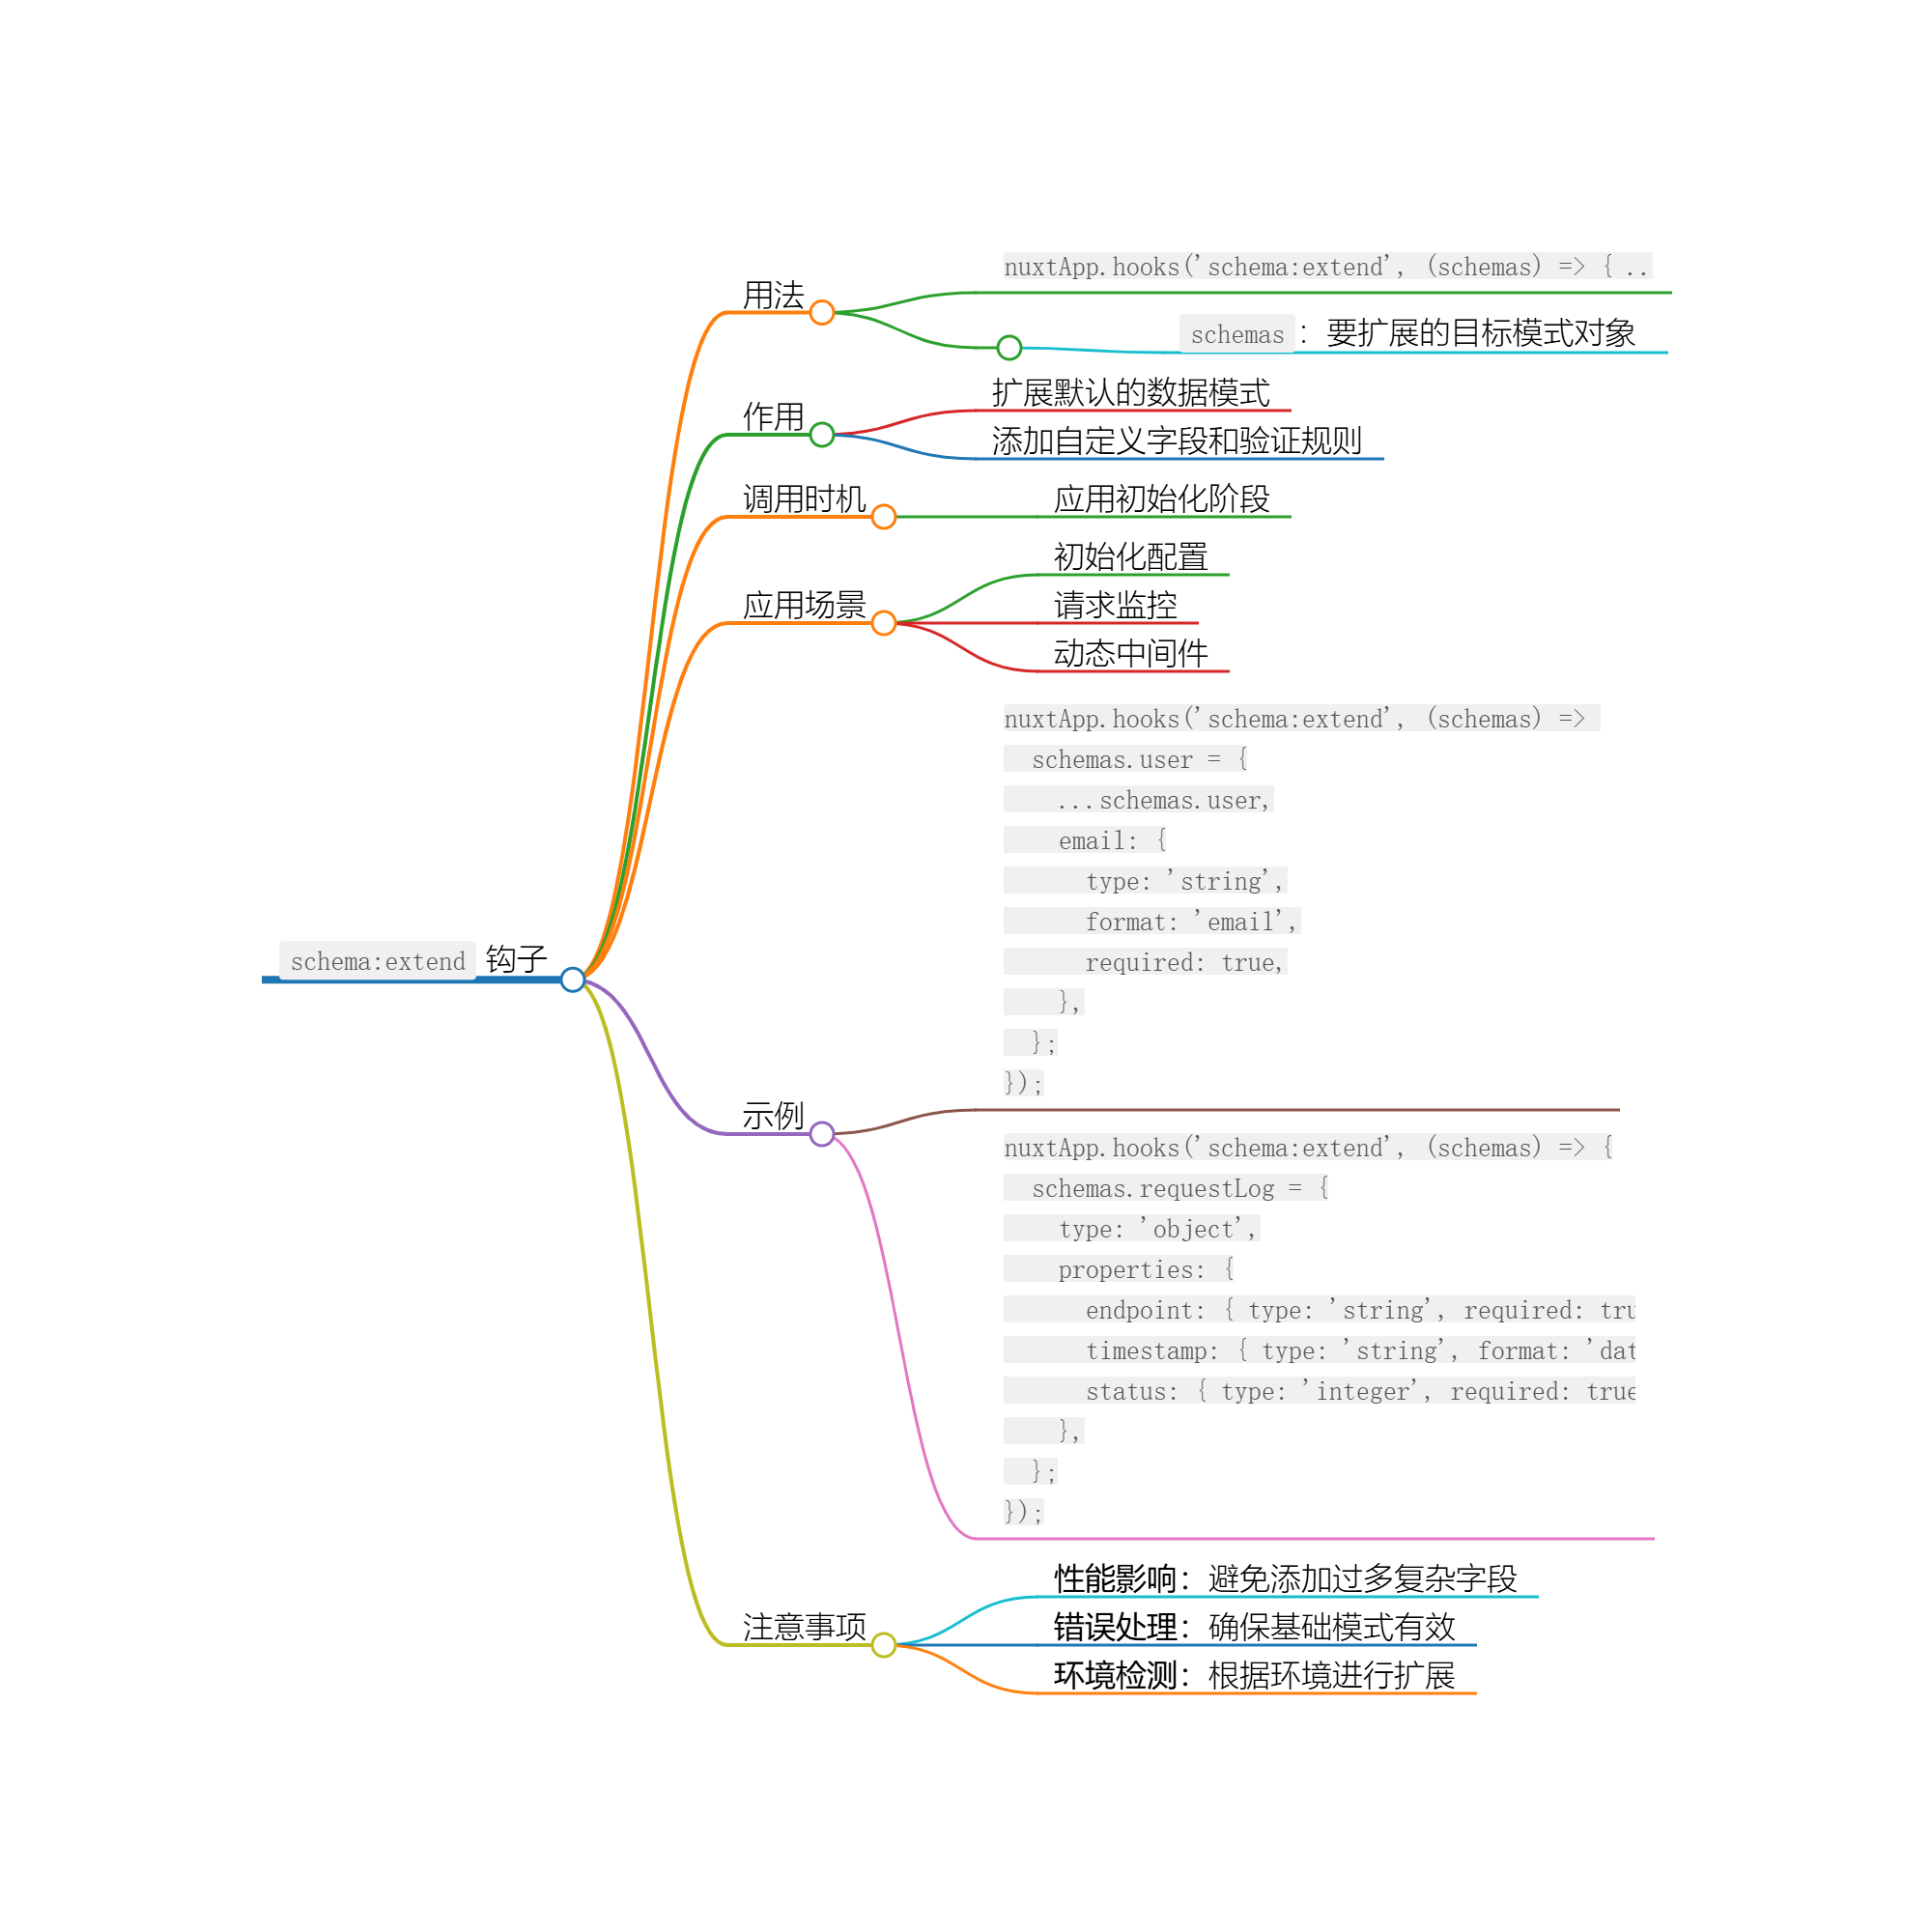 schema:extend 钩子
用法
nuxtApp.hooks('schema:extend', (schemas) => { ..
schemas：要扩展的目标模式对象
作用
扩展默认的数据模式
添加自定义字段和验证规则
调用时机
应用初始化阶段
应用场景
初始化配置
请求监控
动态中间件
示例
nuxtApp.hooks('schema:extend', (schemas) =>
  schemas.user = {
    ...schemas.user,
    email: {
      type: 'string',
      format: 'email',
      required: true,
    },
  };
});
nuxtApp.hooks('schema:extend', (schemas) => {
  schemas.requestLog = {
    type: 'object',
    properties: {
      endpoint: { type: 'string', required: tru
      timestamp: { type: 'string', format: 'dat
      status: { type: 'integer', required: true
    },
  };
});
注意事项
性能影响：避免添加过多复杂字段
错误处理：确保基础模式有效
环境检测：根据环境进行扩展